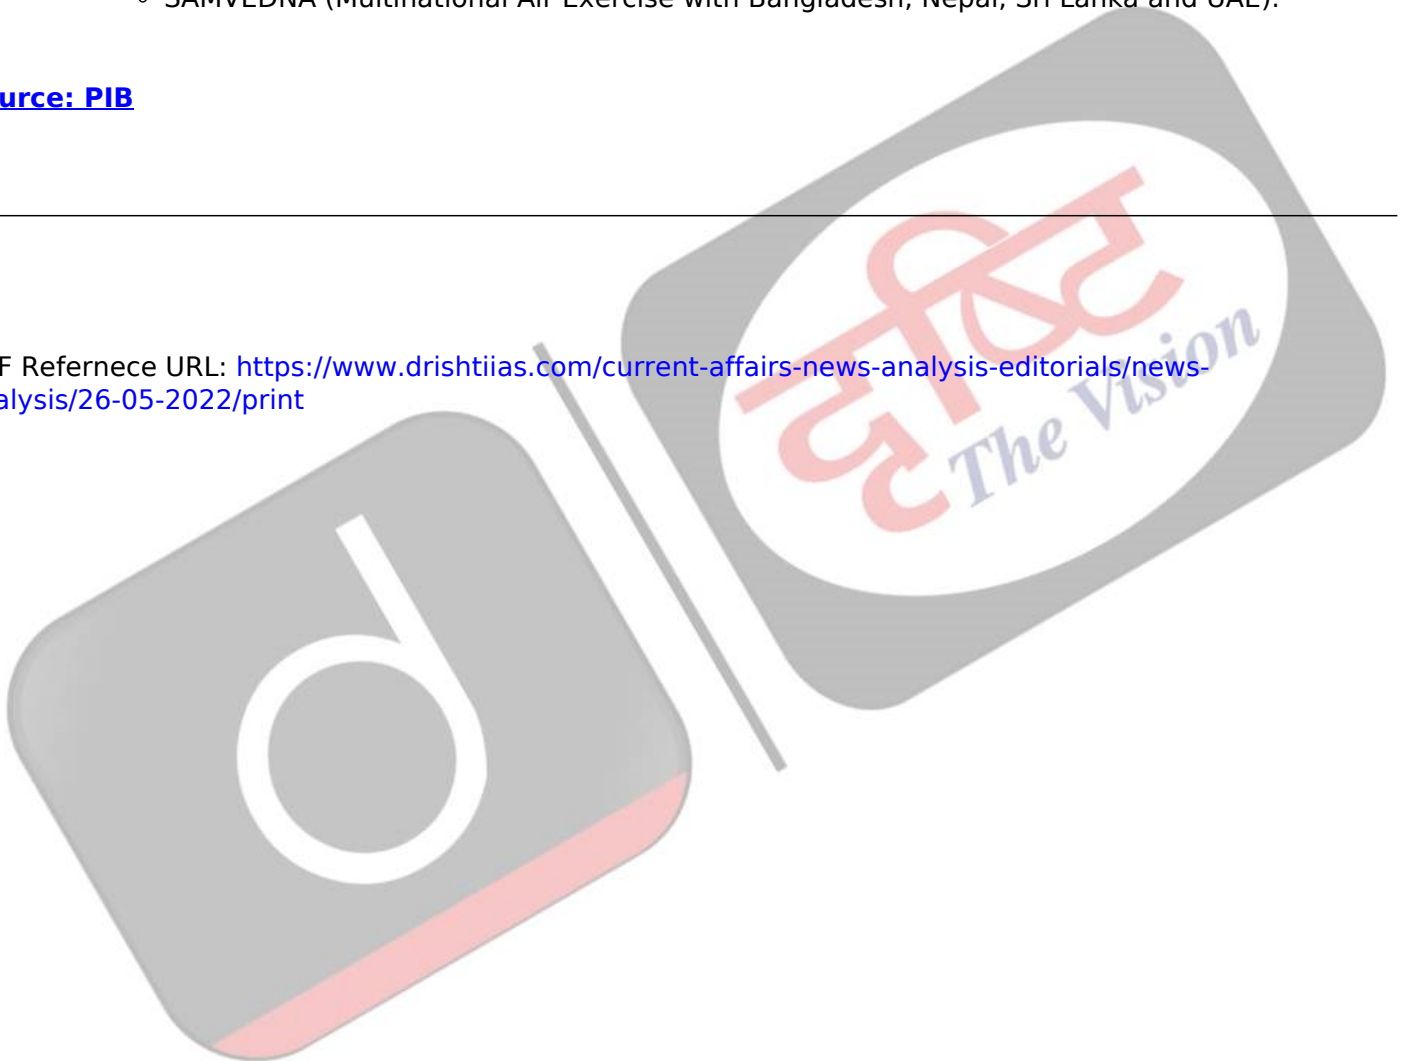 SAMVEDNA (Multinational Air Exercise with Bangladesh, Nepal, Sri Lanka and UAE).
urce: PIB
F Refernece URL: https://www.drishtiias.com/current-affairs-news-analysis-editorials/news-
alysis/26-05-2022/print
दृष्टि
The Vision
d